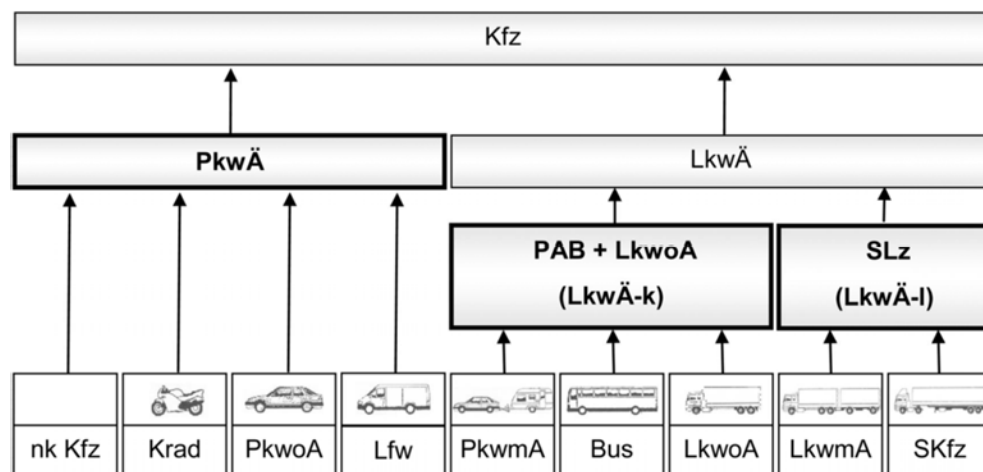 Kfz
PkwÄ
LkwÄ
PAB + LkwoA
(LkwÄ-k)
SLz
(LkwÄ-l)
nk Kfz
Krad
PkwoA
Lfw
PkwmA
Bus
LkwoA
LkwmA
SKfz